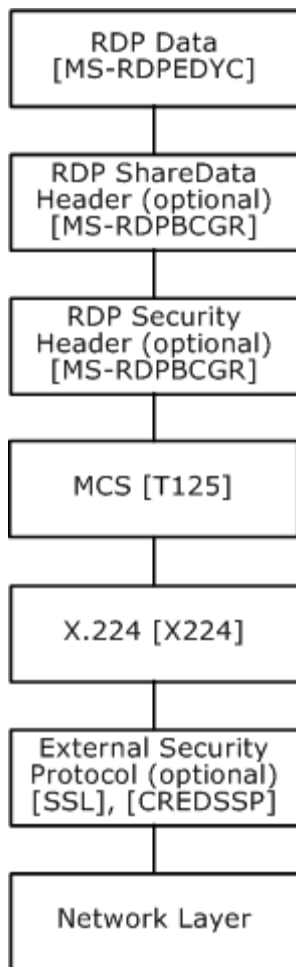 RDP Data
[MS-RDPEDYC]
RDP ShareData
Header (optional)
[MS-RDPBCGR]
RDP Security
Header (optional)
[MS-RDPBCGR]
MCS [T125]
X.224 [X224]
External Security
Protocol (optional)
[SSL], [CREDSSP]
Network Layer